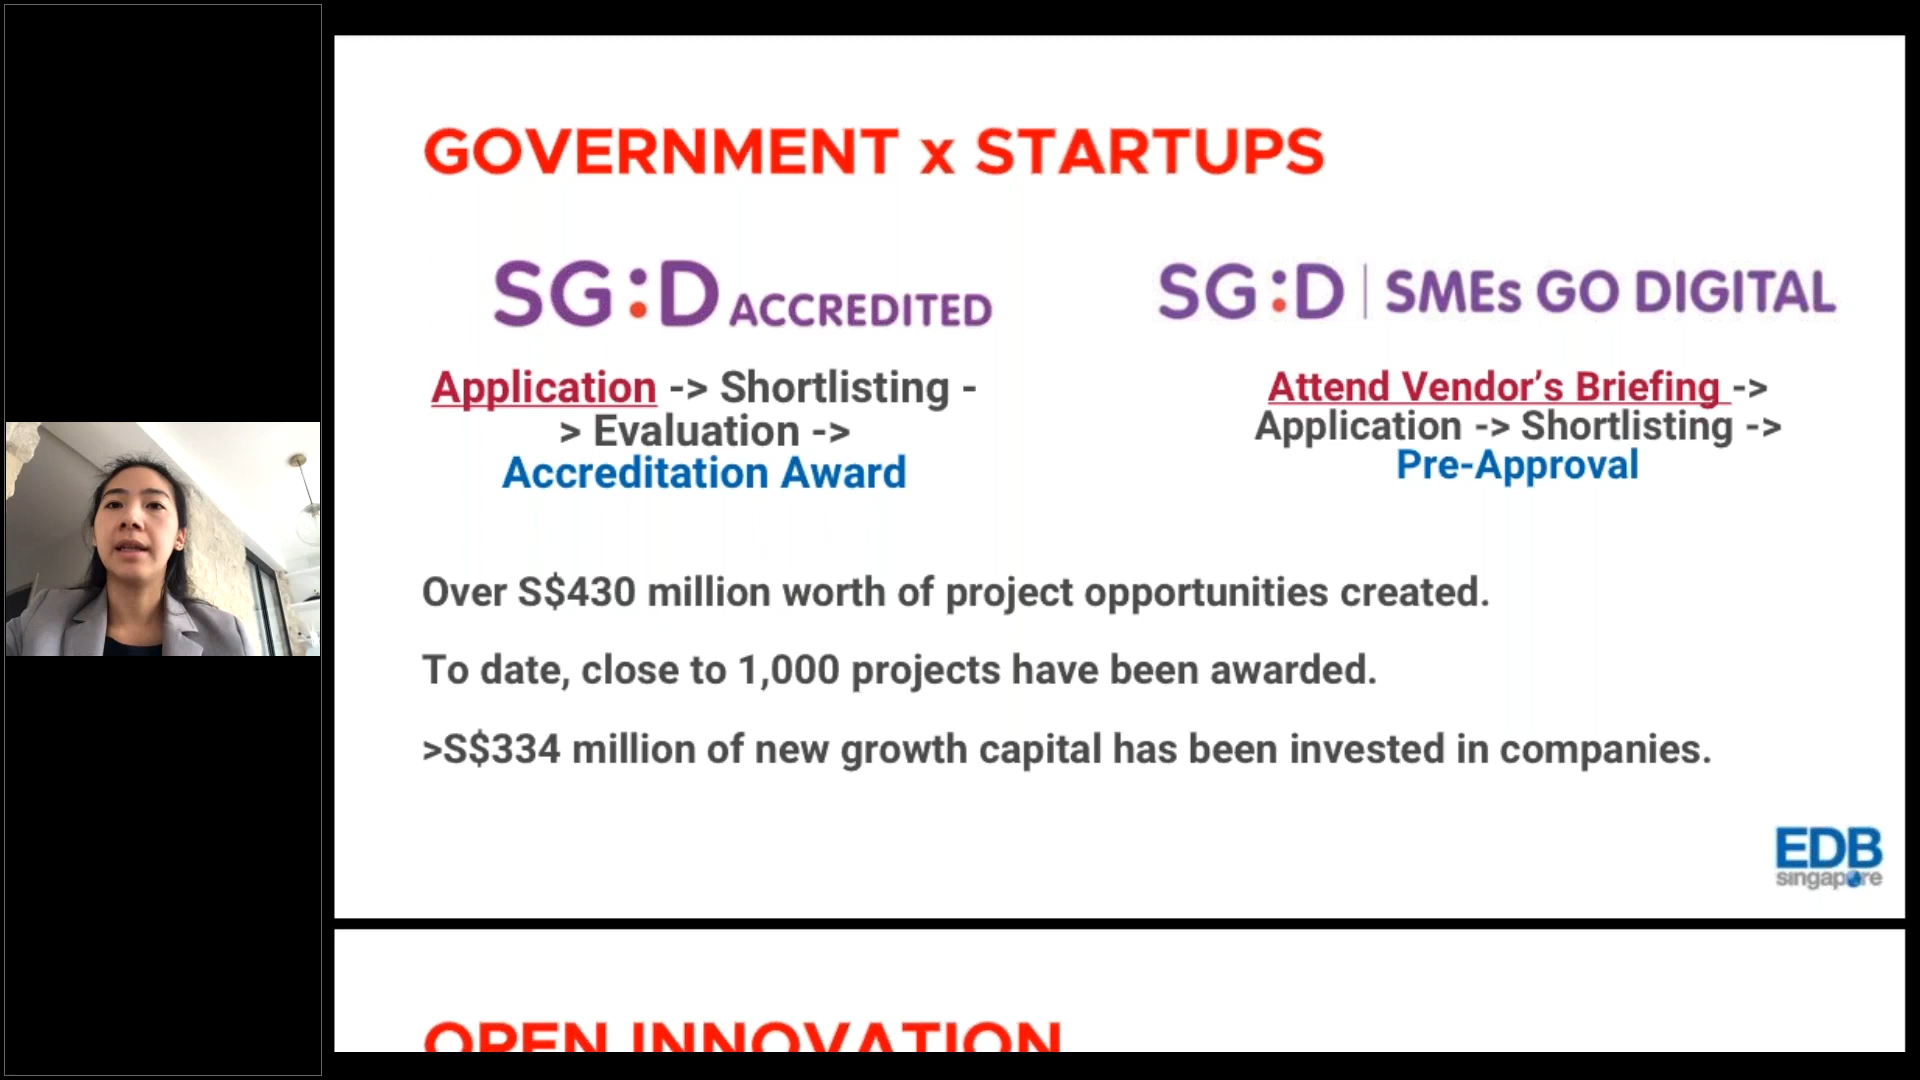 GOVERNMENT x STARTUPS
SG:D ACCREDITED
Application -> Shortlisting -
> Evaluation ->
Accreditation Award
SG:D | SMEs GO DIGITAL
Attend Vendor’s Briefing ->
Application -> Shortlisting ->
Pre-Approval
Over S$430 million worth of project opportunities created.
To date, close to 1,000 projects have been awarded.
>S$334 million of new growth capital has been invested in companies.
EDB
singapore
OPEN INNOVATION